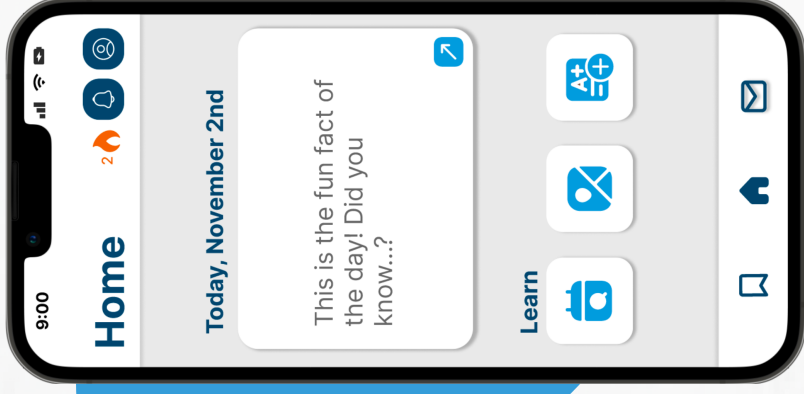 9:00
Home
2
Today, November 2nd
This is the fun fact of
the day! Did you
know...?
Learn
A+